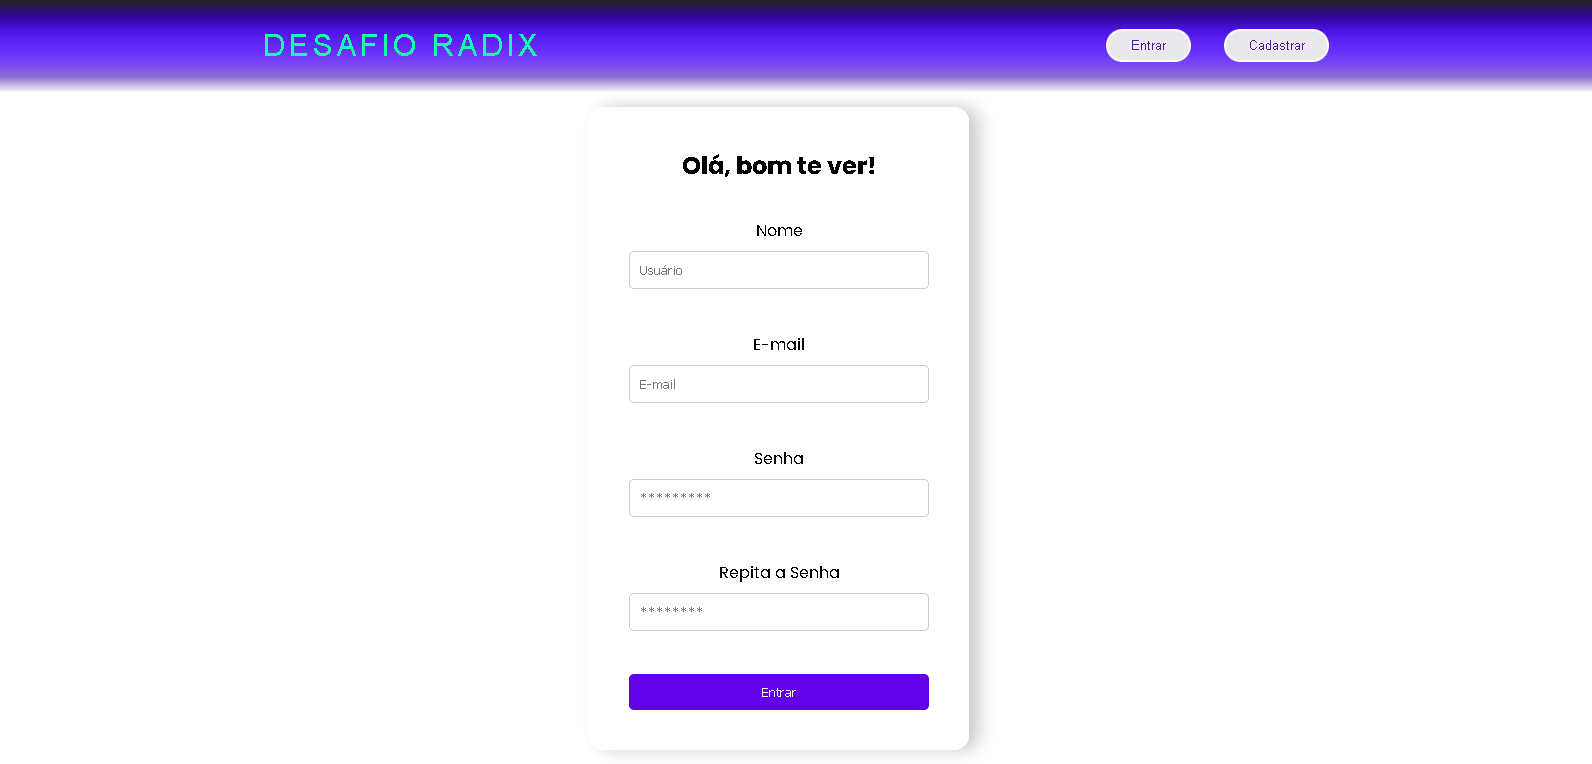 DESAFIO RADIX
Entrar
Cadastrar
Olá, bom te ver!
Nome
Usuário
E-mail
E-mail
Senha
*********
Repita a Senha
********
Entrar